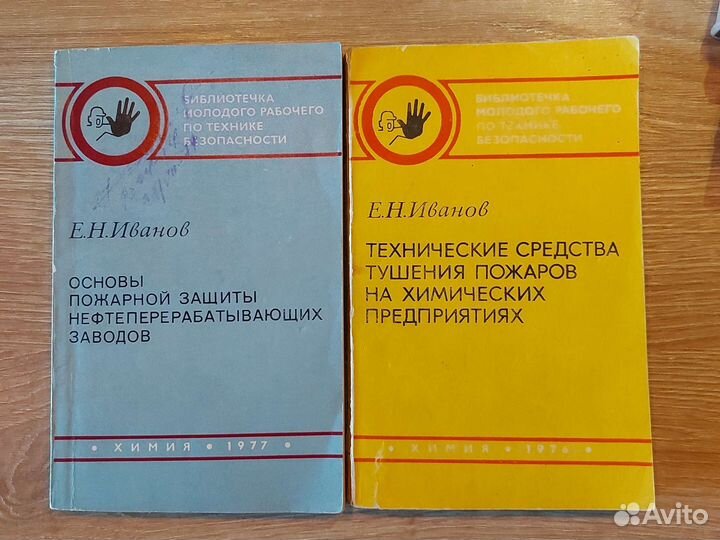 БИБЛИОТЕЧКА
МОЛОДОГО РАБОЧЕГО
ПО ТЕХНИКЕ
БЕЗОПАСНОСТИ
Е.Н.Иванов
ОСНОВЫ
ПОЖАРНОЙ ЗАЩИТЫ
НЕФТЕПЕРЕРАБАТЫВАЮЩИХ
ЗАВОДОВ
• ХИМИЯ • 1977 •
БИБЛИОТЕЧКА
МОЛОДОГО РАБОЧЕГО
ПО ТЕХНИКЕ
БЕЗОПАСНОСТИ
Е.Н.Иванов
ТЕХНИЧЕСКИЕ СРЕДСТВА
ТУШЕНИЯ ПОЖАРОВ
НА ХИМИЧЕСКИХ
ПРЕДПРИЯТИЯХ
• ХИМИЯ • 1976 •
Avito